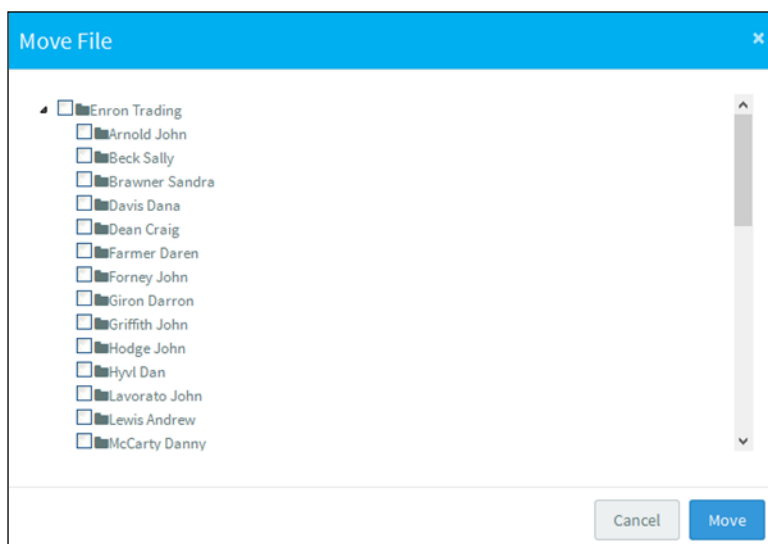 Move File
×
Enron Trading
Arnold John
Beck Sally
Brawner Sandra
Davis Dana
Dean Craig
Farmer Daren
Forney John
Giron Darron
Griffith John
Hodge John
Hyvl Dan
Lavorato John
Lewis Andrew
McCarty Danny
Cancel Move